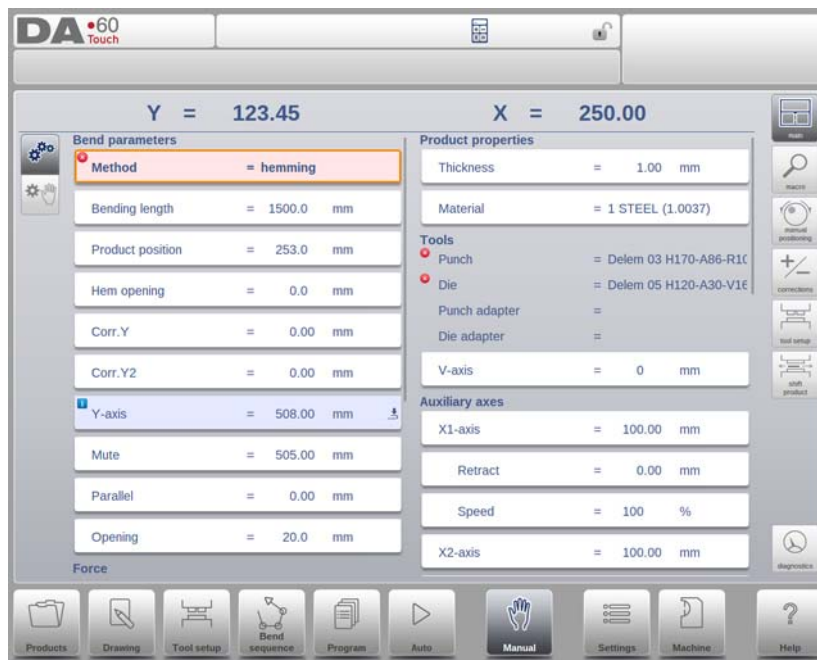 DA•60
Touch
Y = 123.45
X = 250.00
Bend parameters
Method = hemming
Bending length = 1500.0 mm
Product position = 253.0 mm
Hem opening = 0.0 mm
Corr.Y = 0.00 mm
Corr.Y2 = 0.00 mm
Y-axis = 508.00 mm
Mute = 505.00 mm
Parallel = 0.00 mm
Opening = 20.0 mm
Force
Product properties
Thickness = 1.00 mm
Material = 1 STEEL (1.0037)
Tools
Punch = Delem 03 H170-A86-R10
Die = Delem 05 H120-A30-V16
Punch adapter =
Die adapter =
V-axis = 0 mm
Auxiliary axes
X1-axis = 100.00 mm
Retract = 0.00 mm
Speed = 100 %
X2-axis = 100.00 mm
main
macro
manual
positioning
corrections
tool setup
shift
product
diagnostics
Products
Drawing
Tool setup
Bend
sequence
Program
Auto
Manual
Settings
Machine
Help